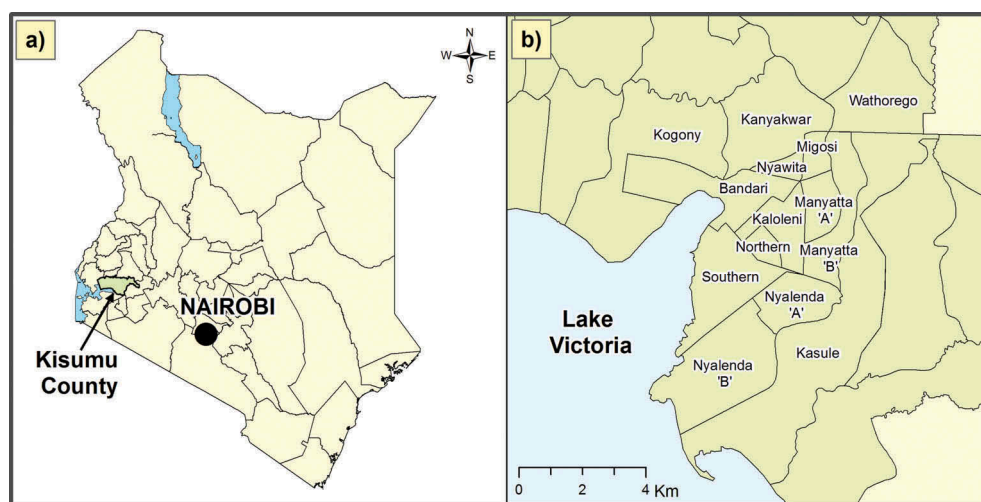 a)
N
W E
S
NAIROBI
Kisumu
County
b)
Wathorego
Kanyakwar
Kogony
Migosi
Nyawita
Bandari
Manyatta
'A'
Kaloleni
Northern
Manyatta
'B'
Southern
Nyalenda
'A'
Lake
Victoria
Kasule
Nyalenda
'B'
0 2 4 Km